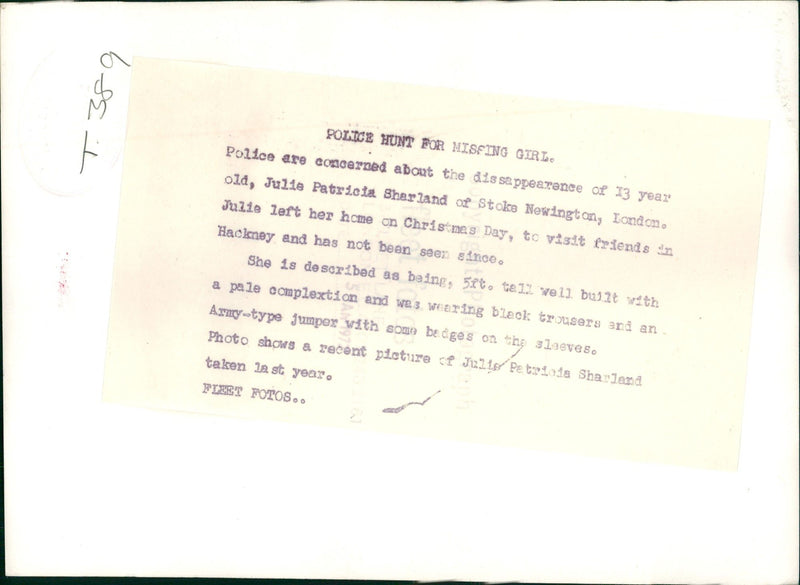 T. 389
POLICE HUNT FOR MISSING GIRL.
Police are concerned about the dissappearence of I3 year
old, Julie Patricia Sharland of Stoke Newington, London.
Julie left her home on Christmas Day, to visit friends in
Hackney and has not been seen since.
She is described as being, 5ft. tall well built with
a pale complextion and was wearing black trousers and an
Army-type jumper with some badges on the sleeves.
Photo shows a recent picture of Julie Patricia Sharland
taken last year.
FLEET FOTOS..